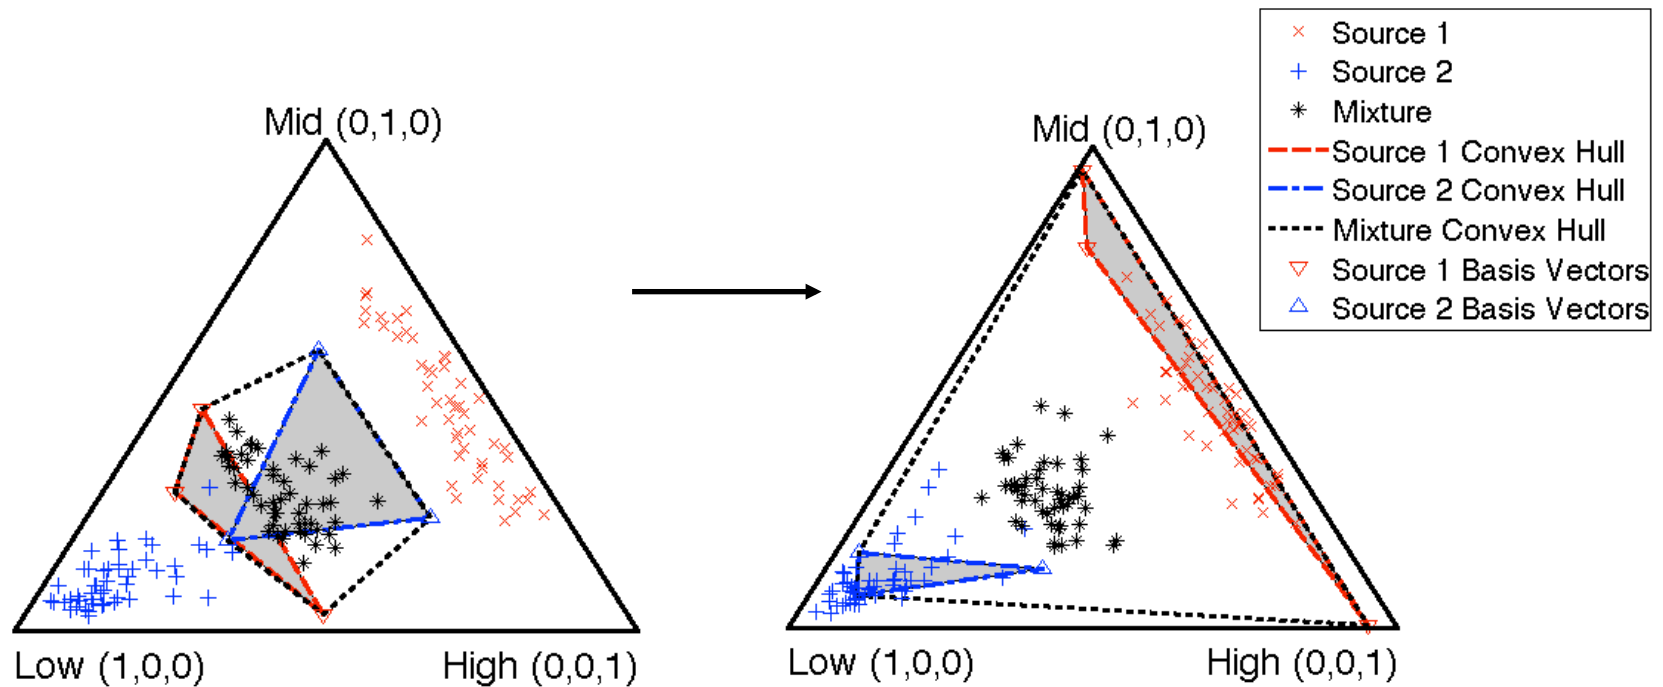 Source 1
Source 2
Mixture
Source 1 Convex Hull
Source 2 Convex Hull
Mixture Convex Hull
Source 1 Basis Vectors
Source 2 Basis Vectors
Mid (0,1,0)
Low (1,0,0)
High (0,0,1)
Mid (0,1,0)
Low (1,0,0)
High (0,0,1)